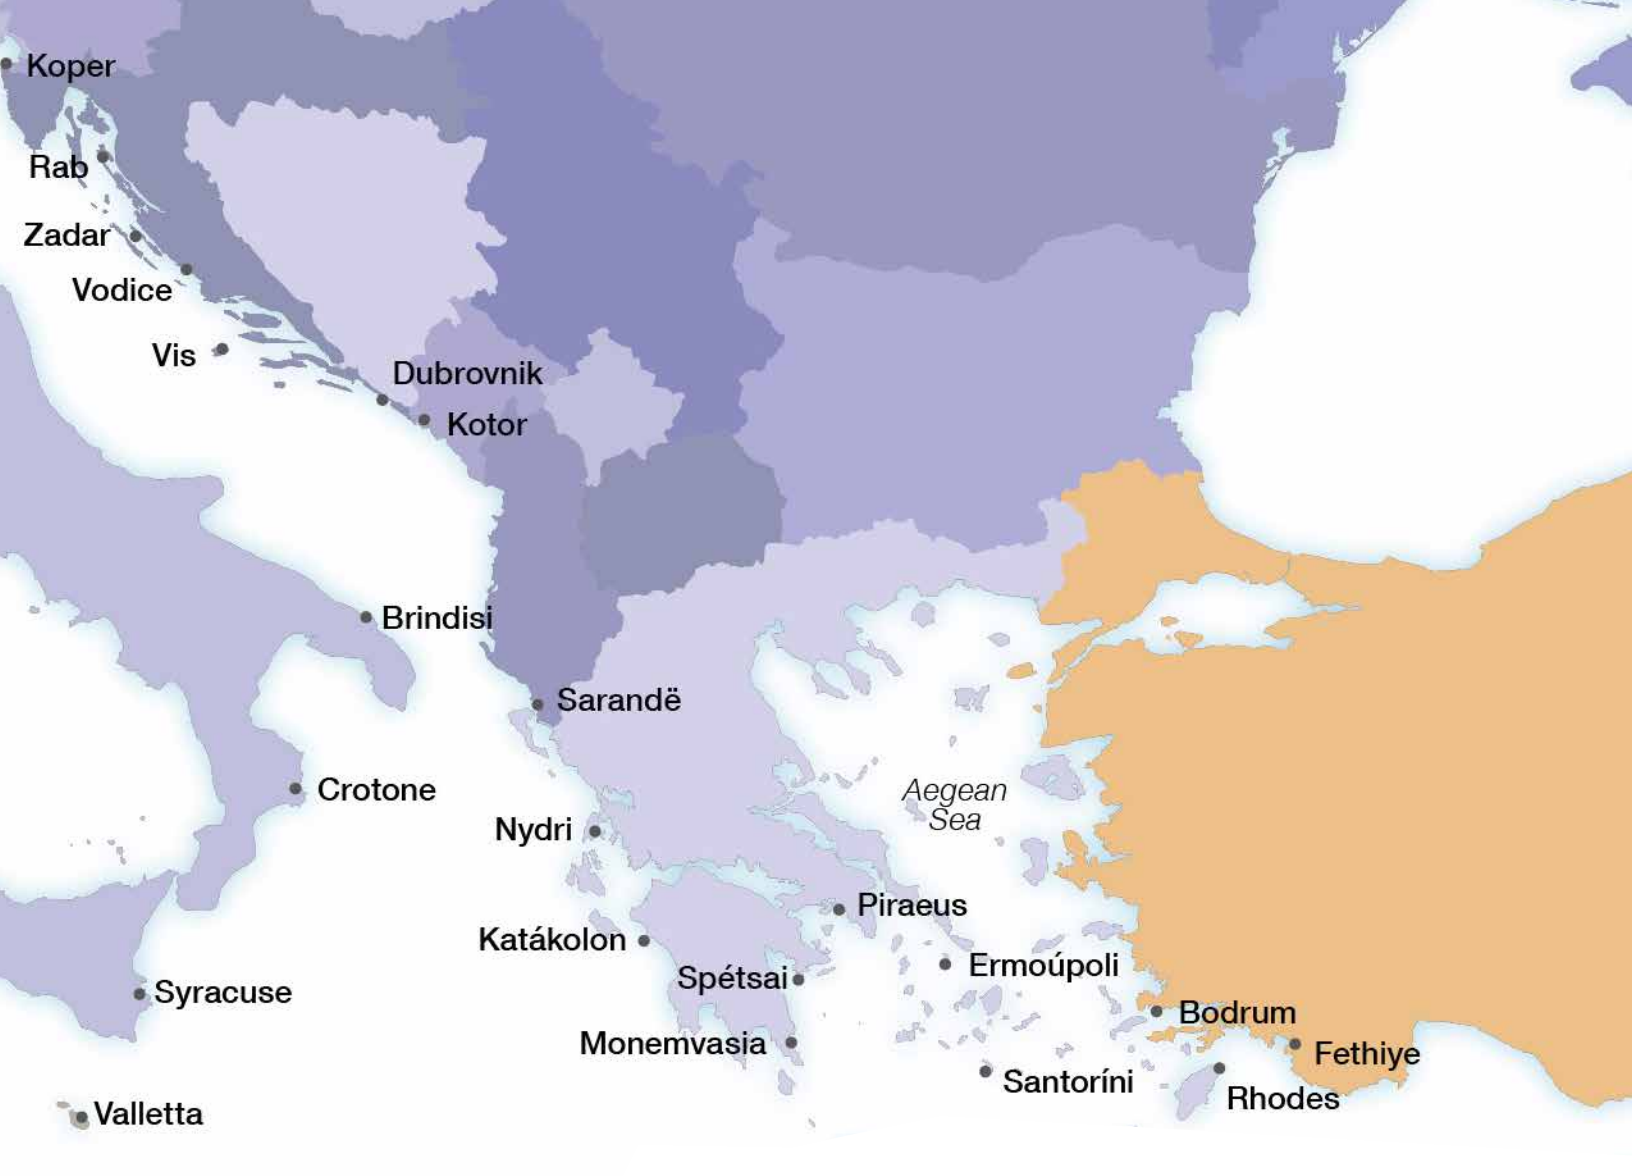 Koper
Rab
Zadar
Vodice
Vis
Dubrovnik
Kotor
Brindisi
Sarandë
Crotone
Aegean
Sea
Nydri
Piraeus
Katákolon
Ermoúpoli
Spétsai
Syracuse
Bodrum
Monemvasia
Fethiye
Santoríni
Rhodes
Valletta